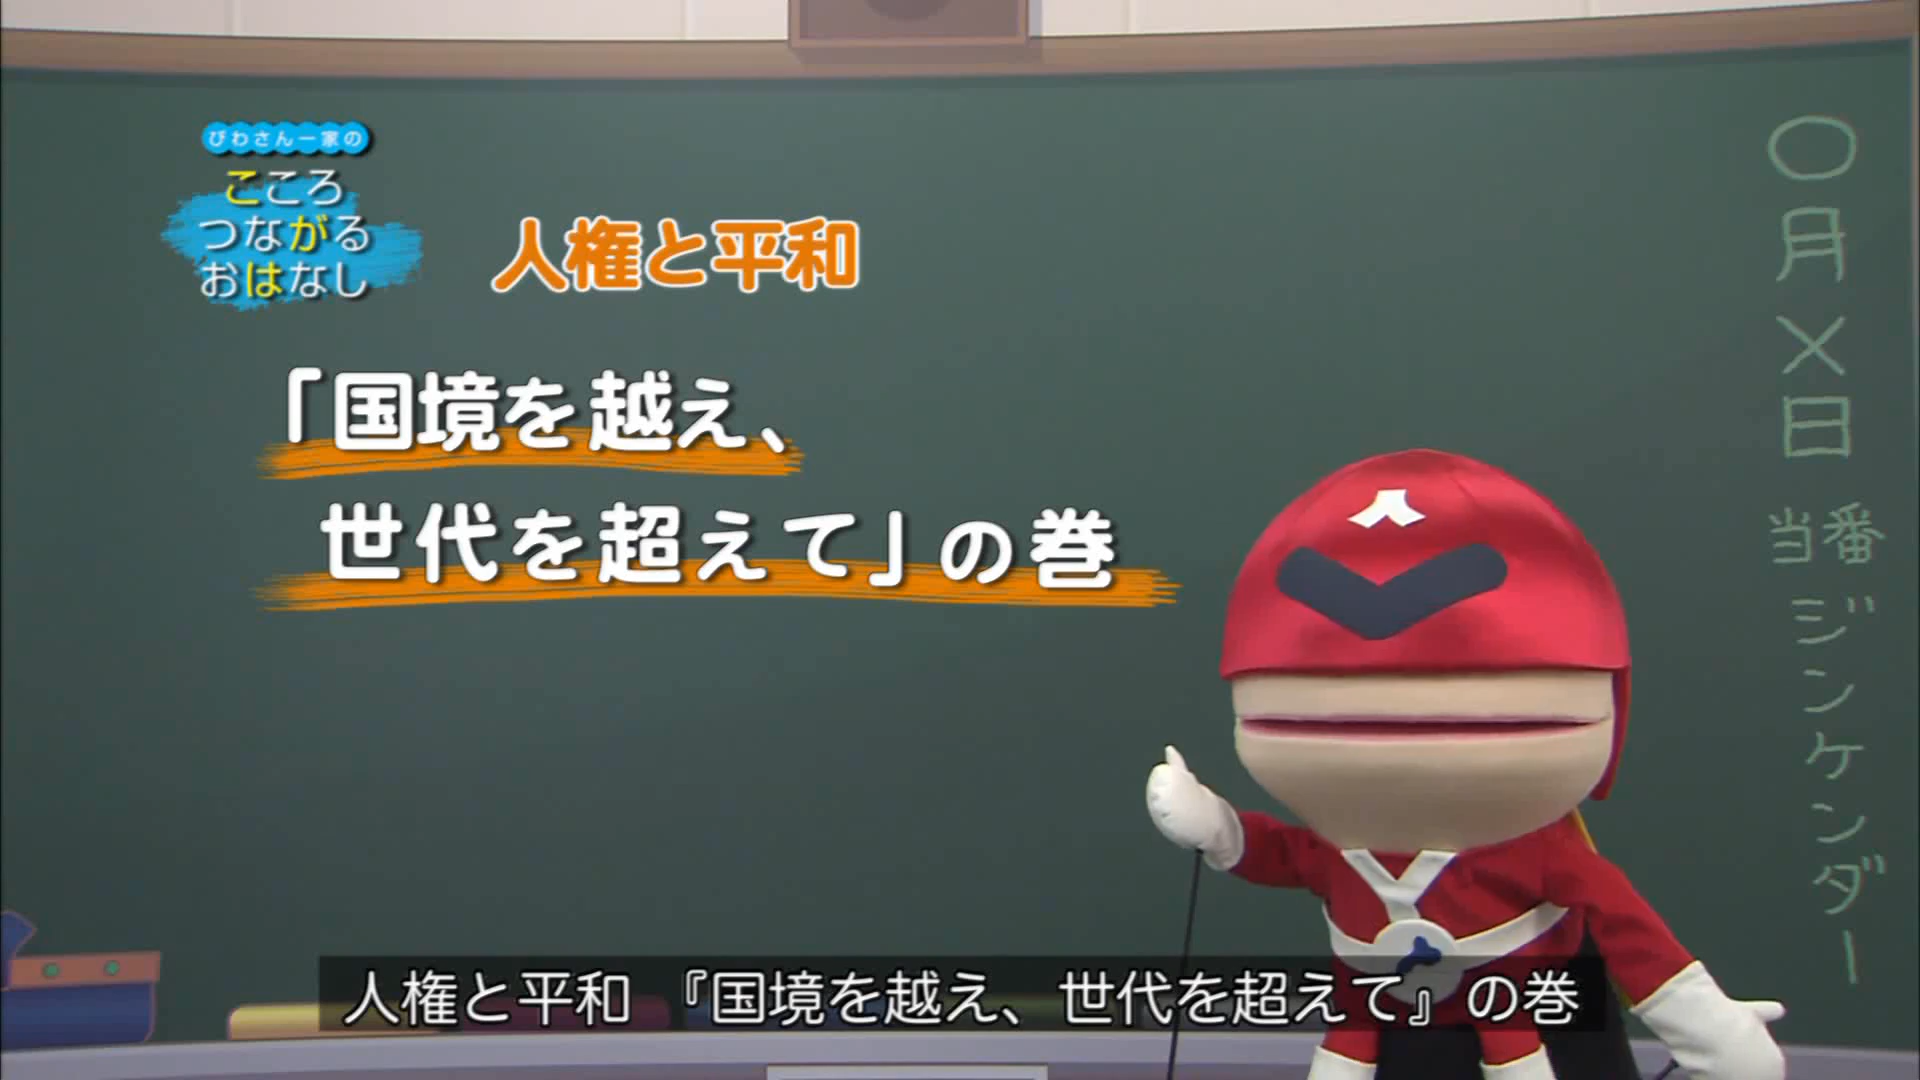 びわさん一家の
こころ
つながる
おはなし
人権と平和
「国境を越え、
世代を超えて」の巻
〇月×日 当番 ジンケンダー
人
人
人権と平和 『国境を越え、世代を超えて』の巻